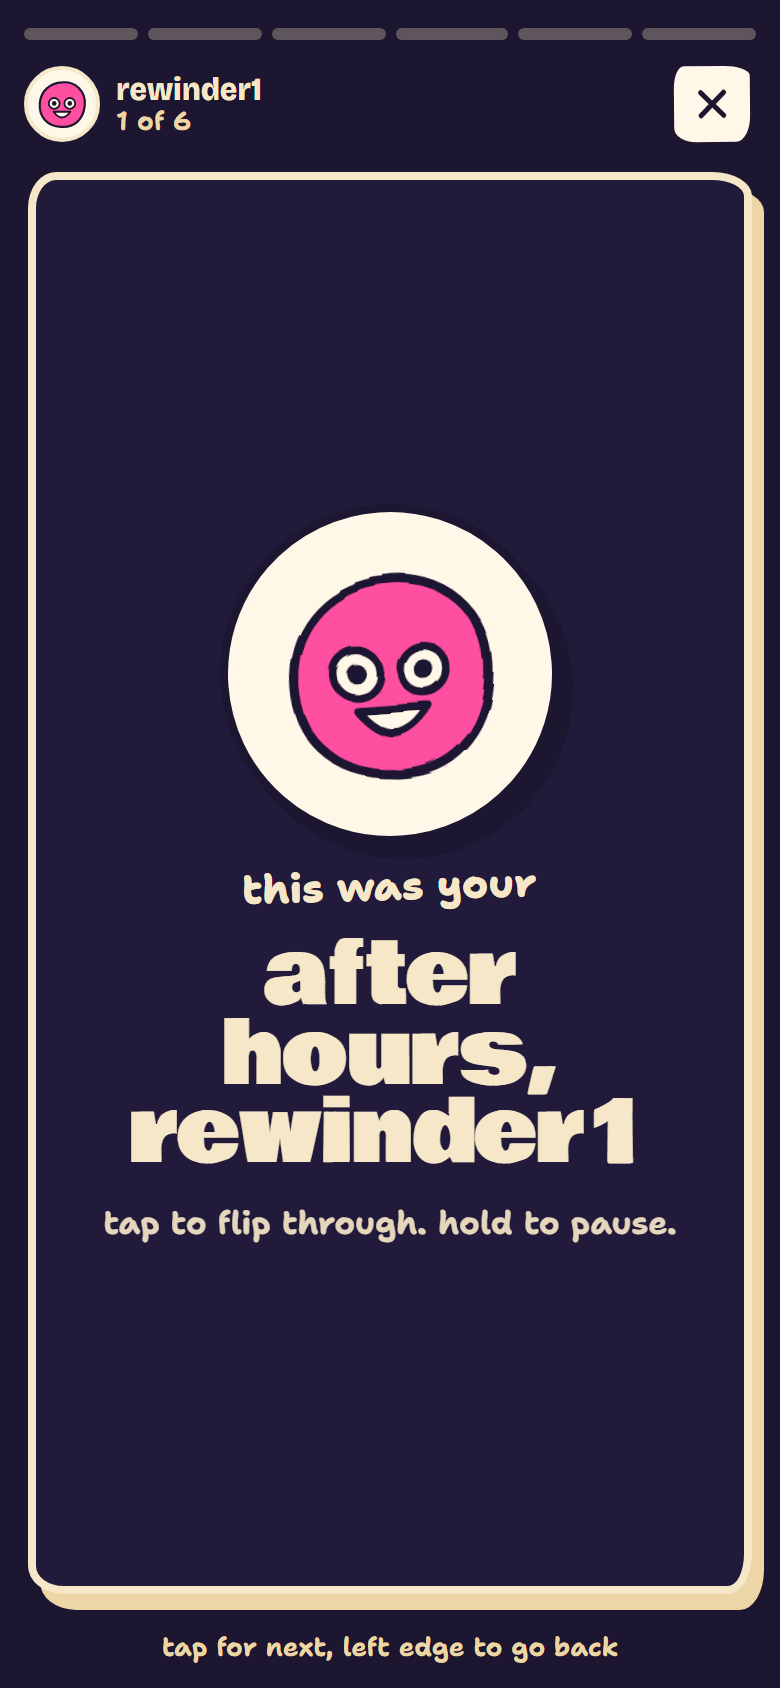 rewinder1
1 of 6
this was your
after
hours,
rewinder1
tap to flip through. hold to pause.
tap for next, left edge to go back